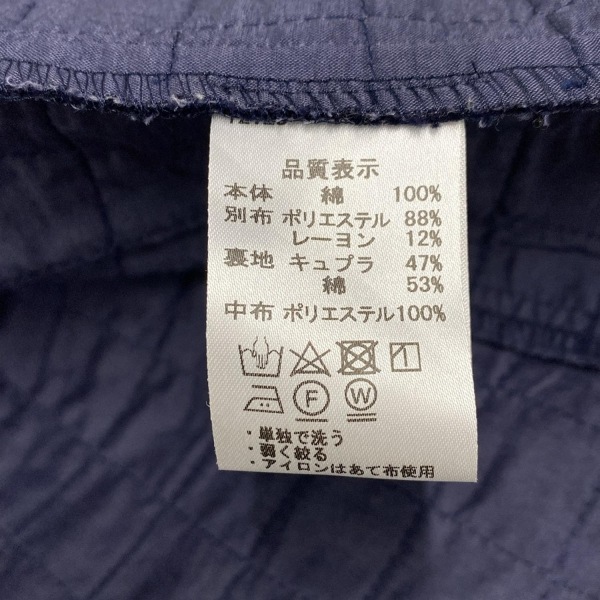 品質表示
本体 綿 100%
別布 ポリエステル 88%
レーヨン 12%
裏地 キュプラ 47%
綿 53%
中布 ポリエステル100%
F W
・単独で洗う
・弱く絞る
・アイロンはあて布使用